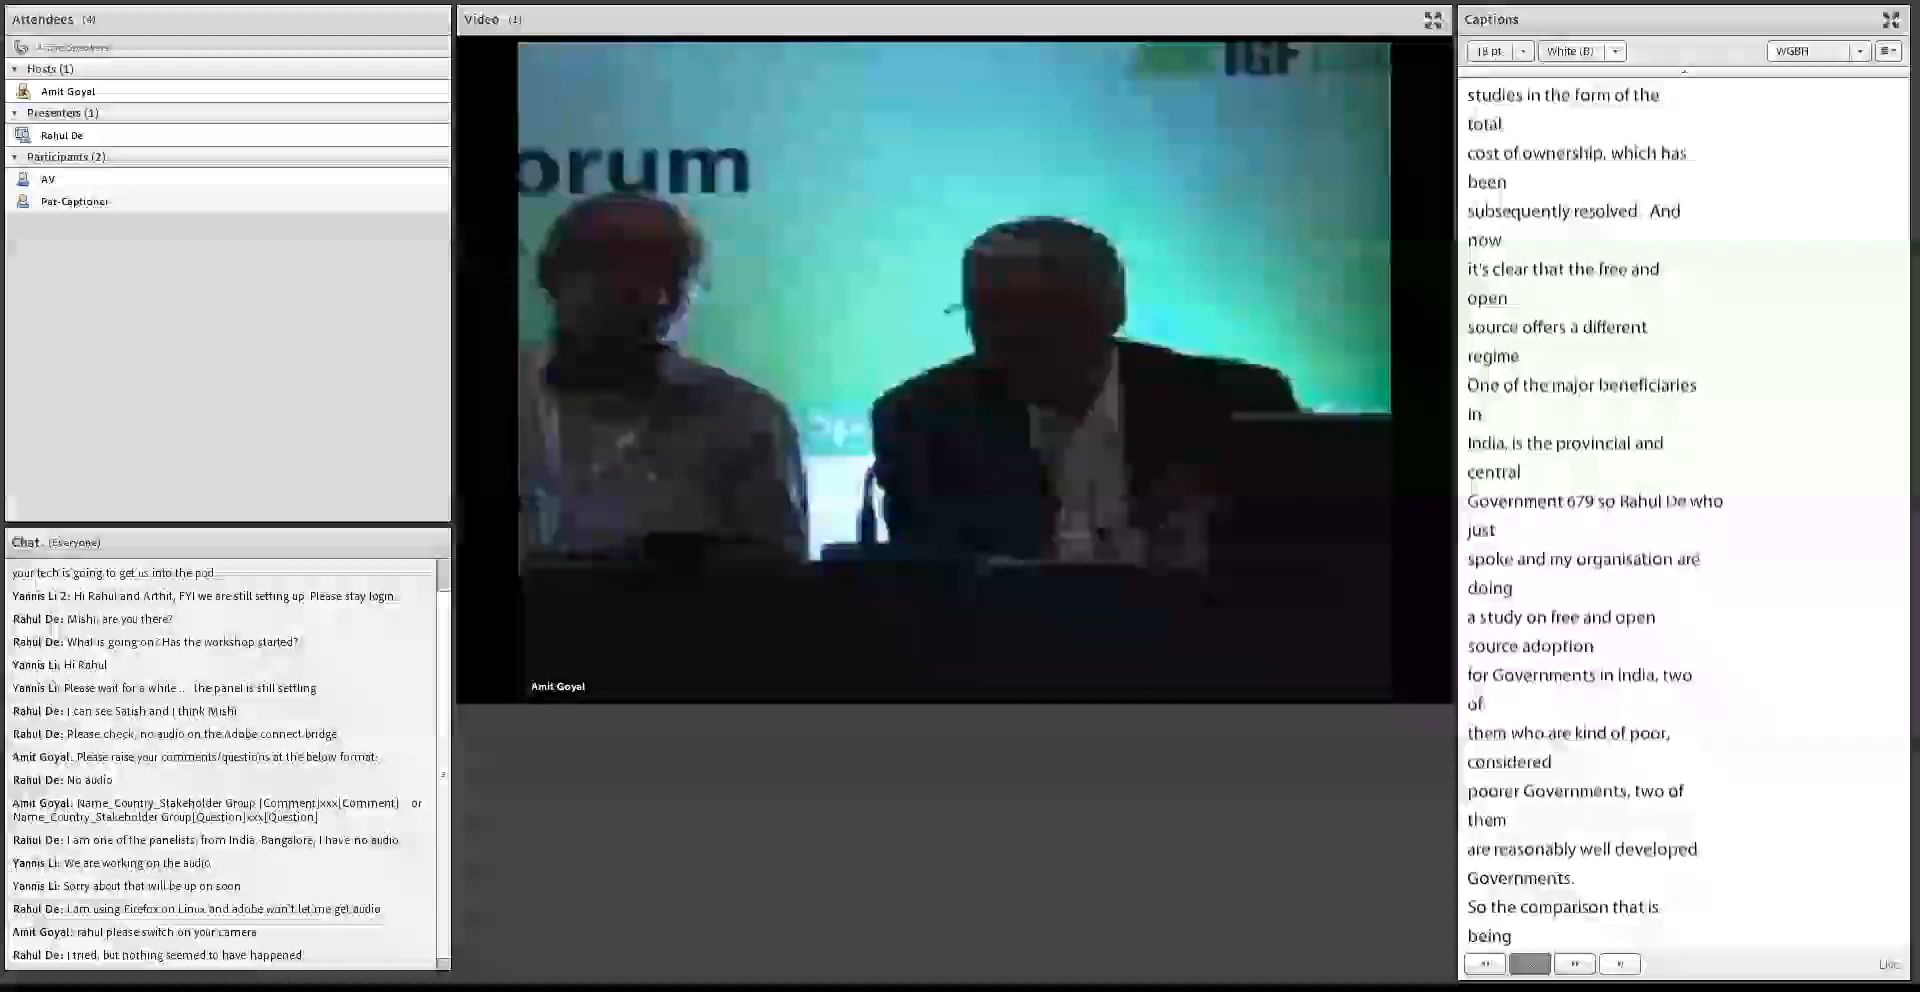 Attendees (4)
Active Speakers
Hosts (1)
Amit Goyal
Presenters (1)
Rahul De
Participants (2)
AV
Pat-Captioner
Chat (Everyone)
your tech is going to get us into the pod
Yannis Li 2: Hi Rahul and Arthit, FYI we are still setting up. Please stay login.
Rahul De: Mishi, are you there?
Rahul De: What is going on? Has the workshop started?
Yannis Li: Hi Rahul
Yannis Li: Please wait for a while... the panel is still settling
Rahul De: I can see Satish and I think Mishi
Rahul De: Please check, no audio on the Adobe connect bridge
Amit Goyal: Please raise your comments/questions at the below format:
Rahul De: No audio
Amit Goyal: Name_Country_Stakeholder Group [Comment]xxx[Comment] or
Name_Country_Stakeholder Group[Question]xxx[Question]
Rahul De: I am one of the panelists, from India, Bangalore, I have no audio
Yannis Li: We are working on the audio
Yannis Li: Sorry about that will be up on soon
Rahul De: I am using Firefox on Linux and adobe won't let me get audio
Amit Goyal: rahul please switch on your camera
Rahul De: I tried, but nothing seemed to have happened
Video (1)
IGF
orum
Amit Goyal
Captions
18 pt
White (B)
WGBH
studies in the form of the
total
cost of ownership, which has
been
subsequently resolved. And
now
it's clear that the free and
open
source offers a different
regime
One of the major beneficiaries
in
India, is the provincial and
central
Government 679 so Rahul De who
just
spoke and my organisation are
doing
a study on free and open
source adoption
for Governments in India, two
of
them who are kind of poor,
considered
poorer Governments, two of
them
are reasonably well developed
Governments.
So the comparison that is
being
Live